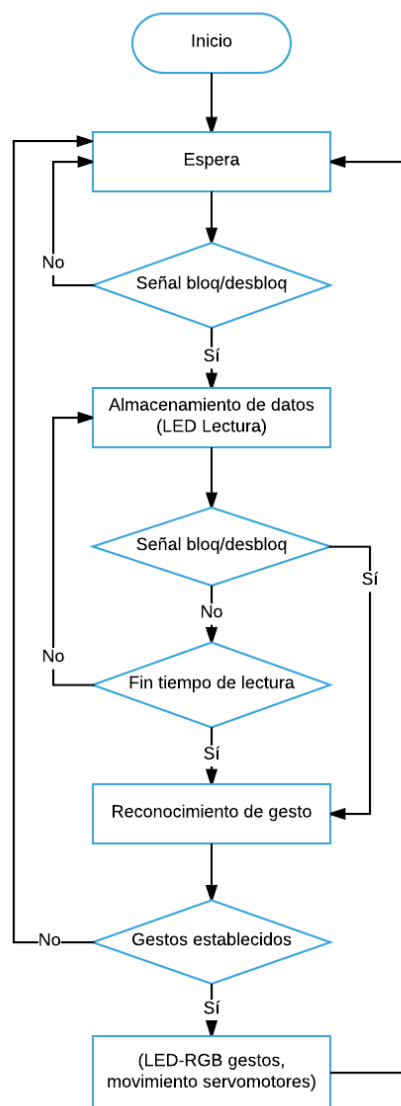 Inicio
Espera
No
Señal bloq/desbloq
Sí
Almacenamiento de datos
(LED Lectura)
Señal bloq/desbloq
Sí
No
No
Fin tiempo de lectura
Sí
Reconocimiento de gesto
No
Gestos establecidos
Sí
(LED-RGB gestos,
movimiento servomotores)